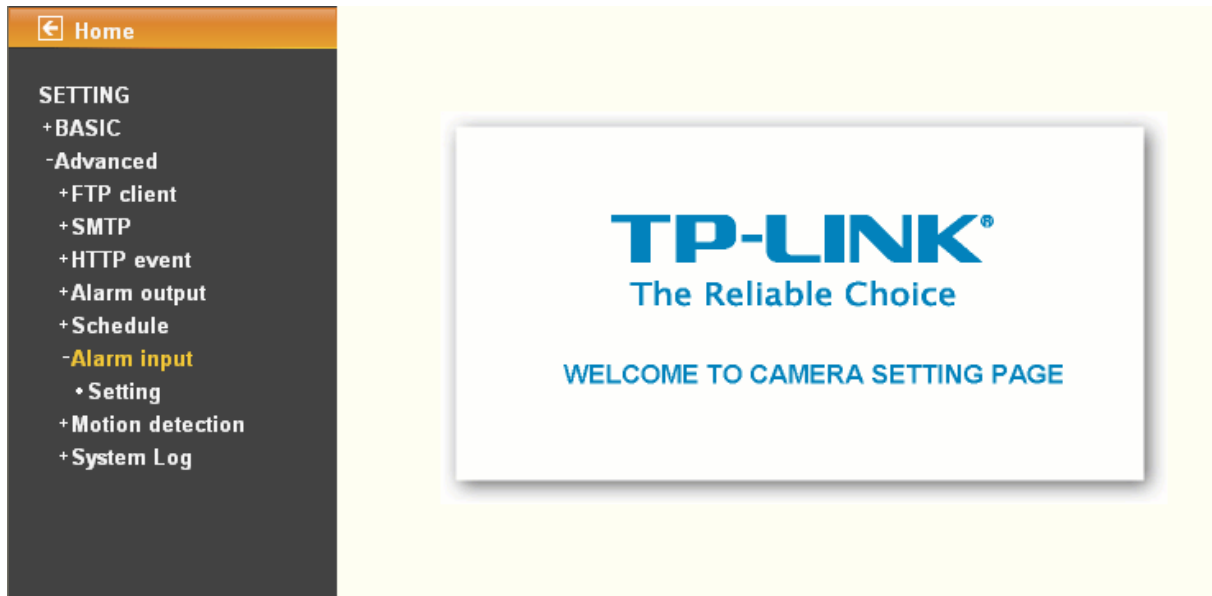 Home
SETTING
+BASIC
-Advanced
+FTP client
+SMTP
+HTTP event
+Alarm output
+Schedule
-Alarm input
•Setting
+Motion detection
+System Log
TP-LINK®
The Reliable Choice
WELCOME TO CAMERA SETTING PAGE